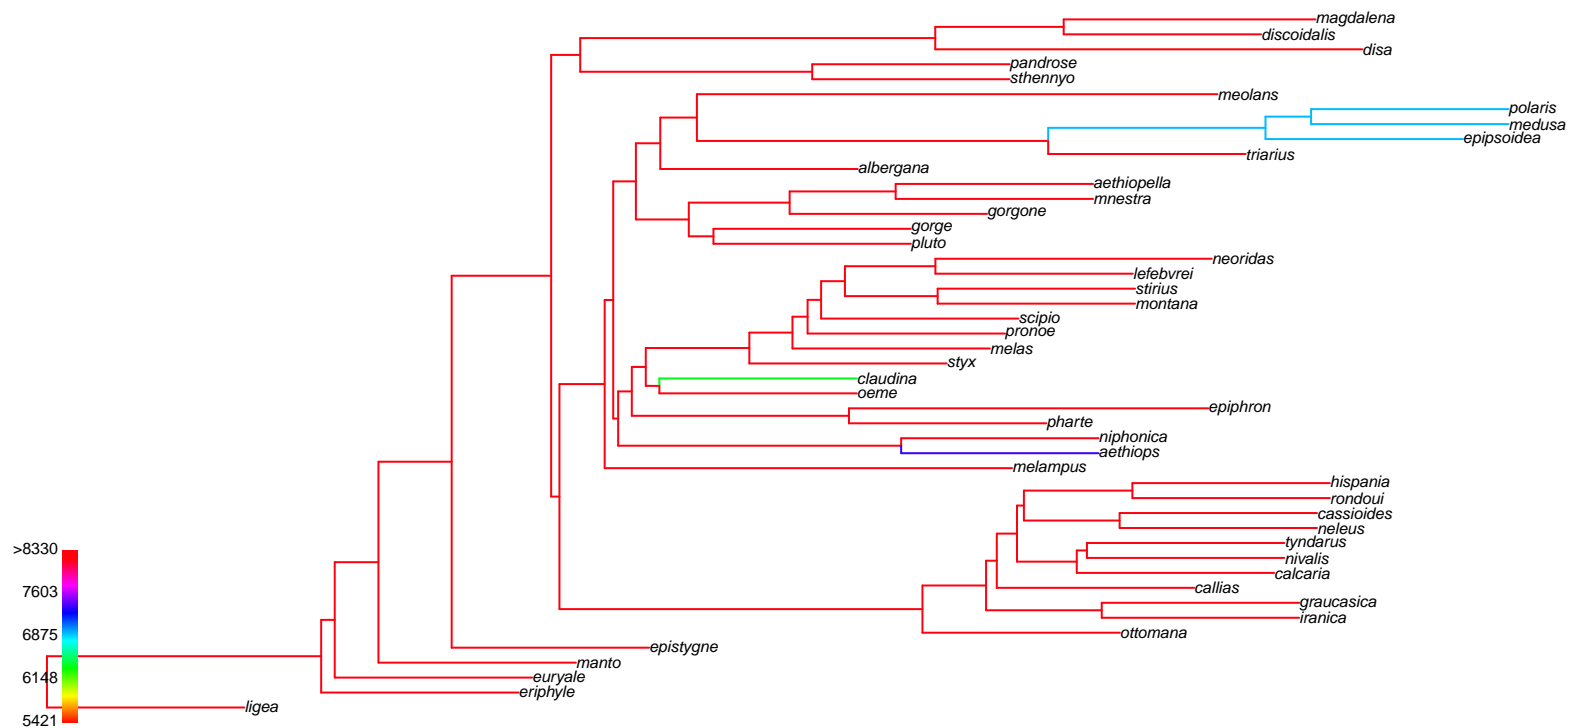 magdalena
discoidalis
disa
pandrose
sthennyo
meolans
polaris
medusa
epipsoidea
triarius
albergana
aethiopella
mnestra
gorgone
gorge
pluto
neoridas
lefebvrei
stirius
montana
scipio
pronoe
melas
styx
claudina
oeme
epiphron
pharte
niphonica
aethiops
melampus
hispania
rondoui
cassioides
neleus
tyndarus
nivalis
calcaria
callias
graucasica
iranica
ottomana
epistygne
manto
euryale
eriphyle
ligea
>8330
7603
6875
6148
5421